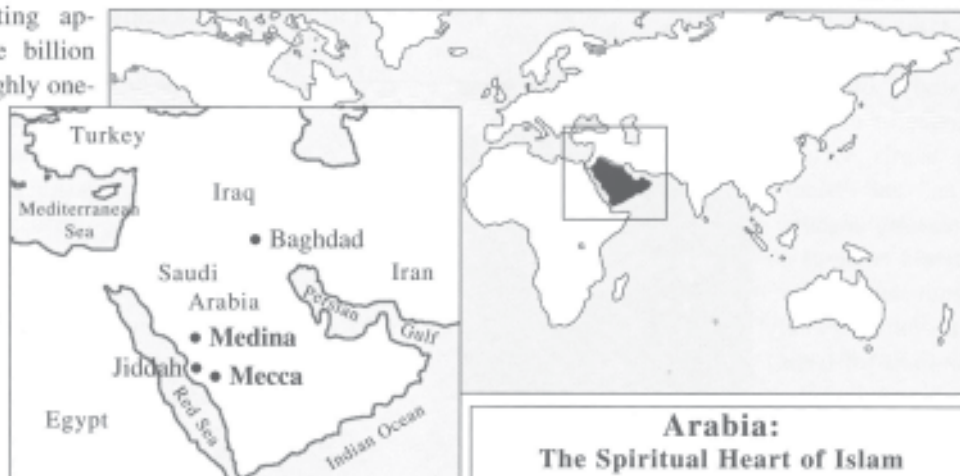 ting ap-
e billion
ghly one-
Turkey
Mediterranean
Sea
Iraq
Baghdad
Saudi
Arabia
Iran
Persian
Gulf
Medina
Jiddah
Mecca
Red Sea
Egypt
Indian Ocean
Arabia:
The Spiritual Heart of Islam